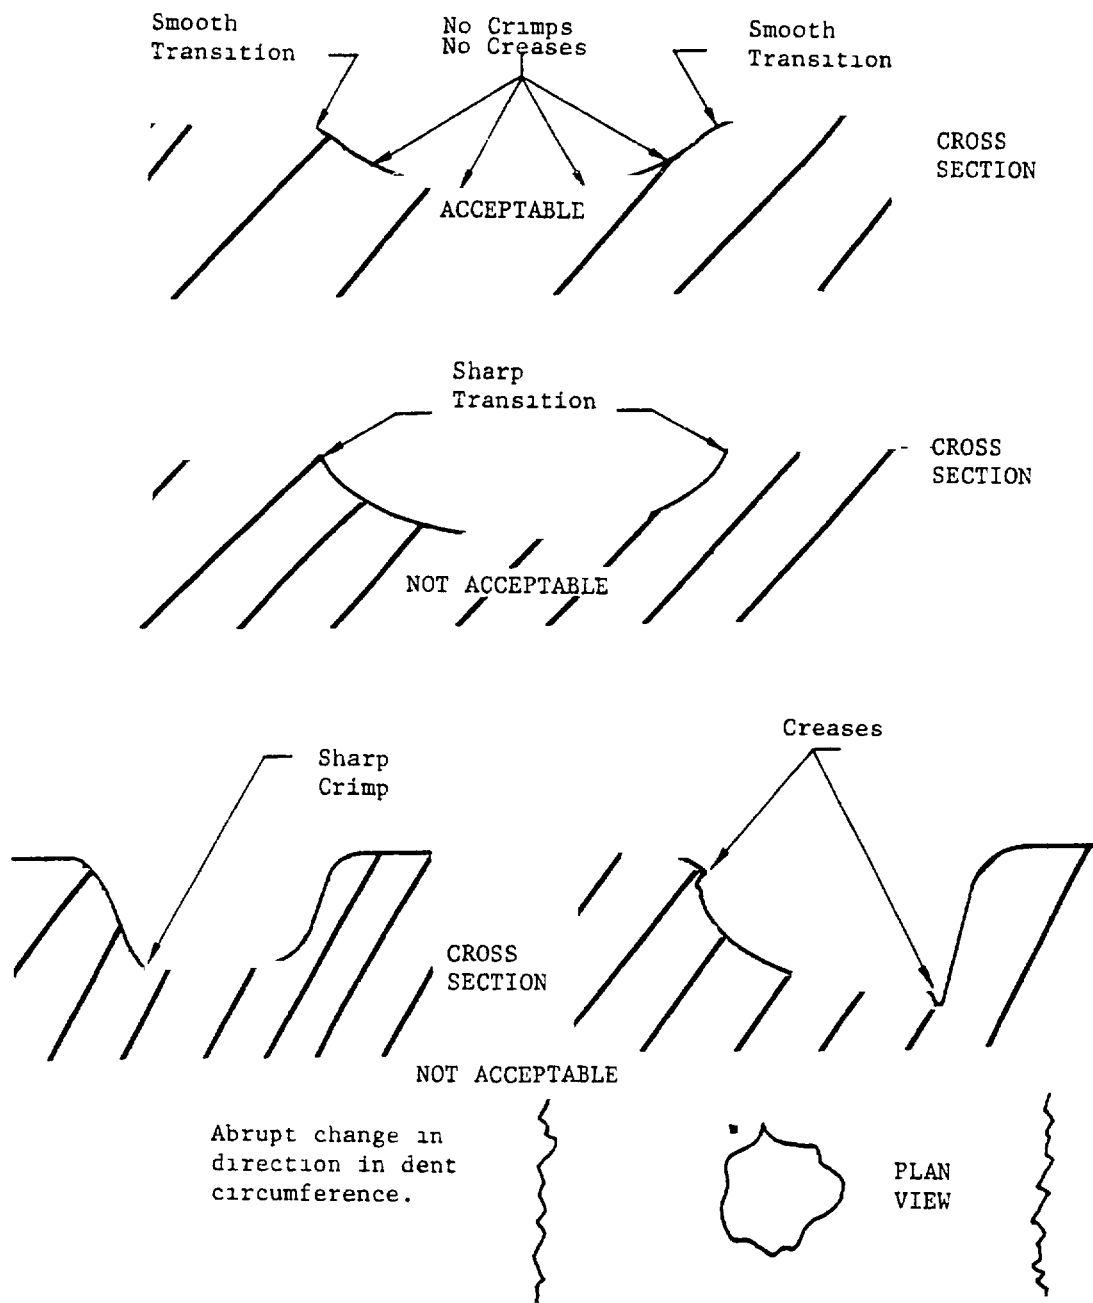 Smooth
Transition
No Crimps
No Creases
Smooth
Transition
CROSS
SECTION
ACCEPTABLE
Sharp
Transition
CROSS
SECTION
NOT ACCEPTABLE
Creases
Sharp
Crimp
CROSS
SECTION
NOT ACCEPTABLE
Abrupt change in
direction in dent
circumference.
PLAN
VIEW